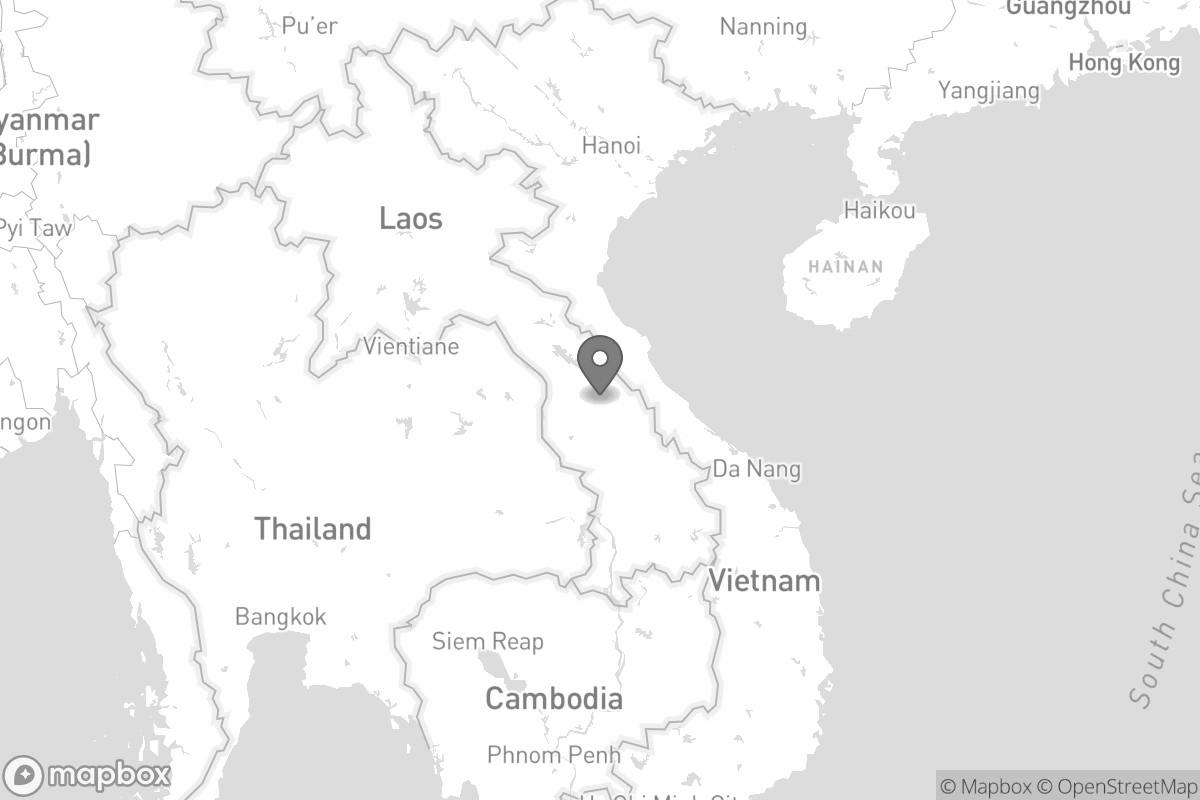 Guangzhou
Pu'er
Nanning
Hong Kong
Yangjiang
yanmar
Burma)
Hanoi
Haikou
Laos
Pyi Taw
HAINAN
Vientiane
ngon
Da Nang
Thailand
Vietnam
South China Sea
Bangkok
Siem Reap
Cambodia
Phnom Penh
mapbox
© Mapbox © OpenStreetMap